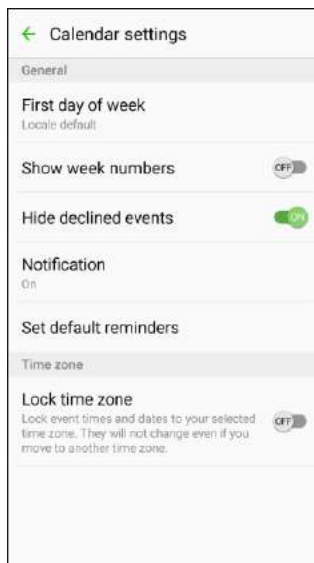 Calendar settings
General
First day of week
Locale default
Show week numbers
OFF
Hide declined events
ON
Notification
On
Set default reminders
Time zone
Lock time zone
Lock event times and dates to your selected
time zone. They will not change even if you
move to another time zone.
OFF